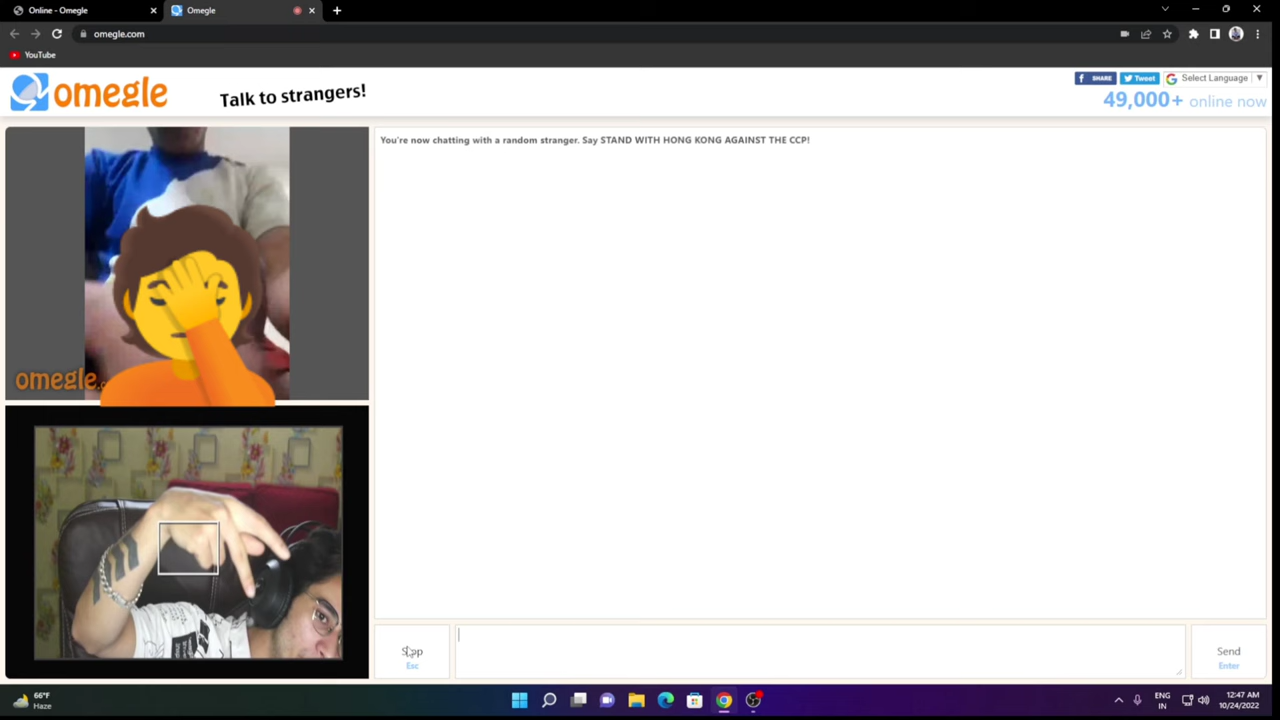 Online - Omegle
Omegle
omegle.com
YouTube
omegle
Talk to strangers!
SHARE
Tweet
Select Language
49,000+ online now
You're now chatting with a random stranger. Say STAND WITH HONG KONG AGAINST THE CCP!
omegle
Stop
Esc
Send
Enter
66°F
Haze
ENG
IN
12:47 AM
10/24/2022